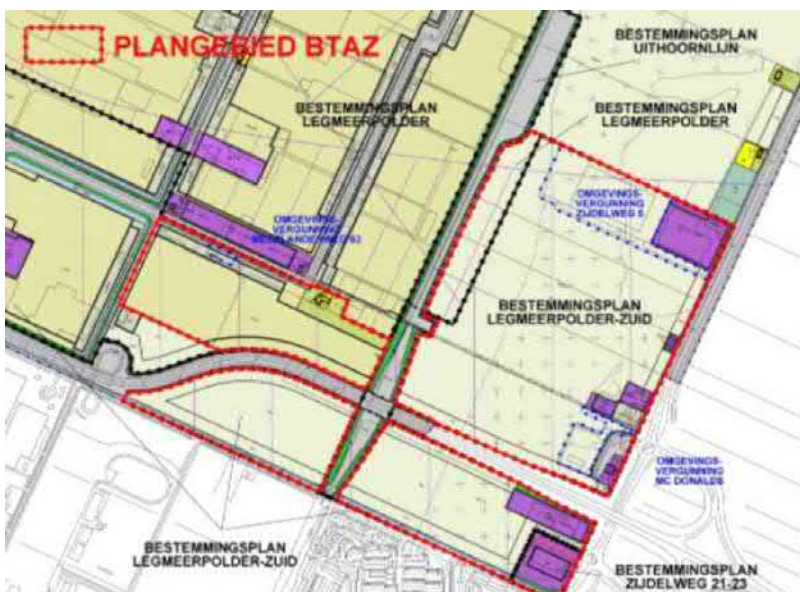 PLANGEBIED BTAZ
BESTEMMINGSPLAN
UITHOORNLIJN
BESTEMMINGSPLAN
LEGMEERPOLDER
BESTEMMINGSPLAN
LEGMEERPOLDER
OMGEVINGS-
VERGUNNING
ZIJDELWEG 5
OMGEVINGS-
VERGUNNING
BESTEMMINGSPLAN
LEGMEERPOLDER-ZUID
OMGEVINGS-
VERGUNNING
MC DONALDS
BESTEMMINGSPLAN
LEGMEERPOLDER-ZUID
BESTEMMINGSPLAN
ZIJDELWEG 21-23